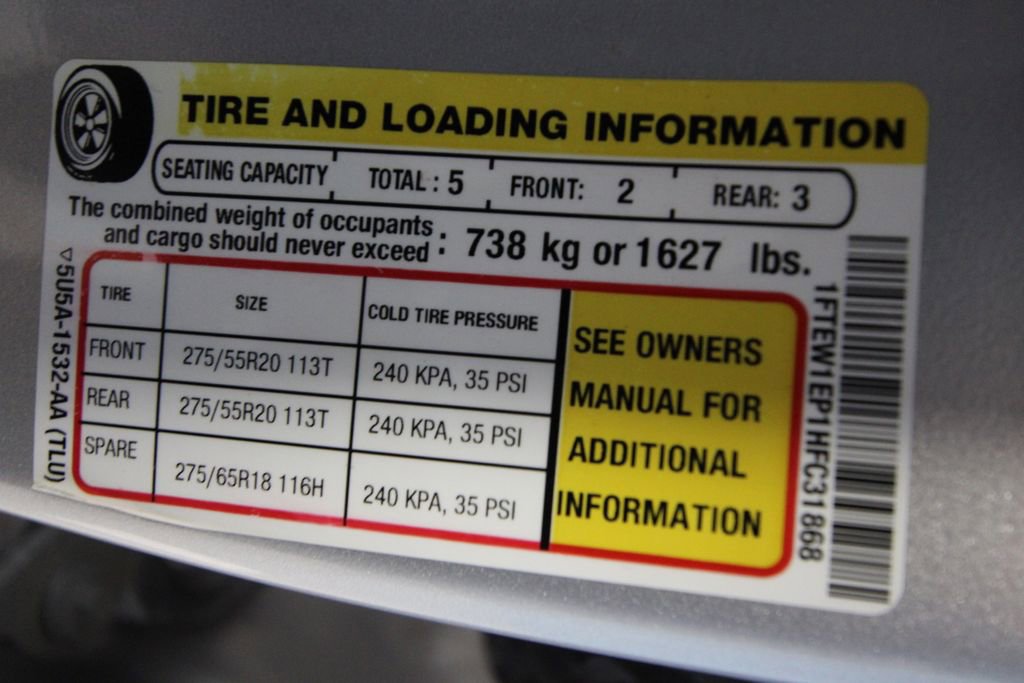 TIRE AND LOADING INFORMATION
SEATING CAPACITY TOTAL: 5 FRONT: 2 REAR: 3
The combined weight of occupants
and cargo should never exceed : 738 kg or 1627 lbs.
TIRE SIZE COLD TIRE PRESSURE
FRONT 275/55R20 113T 240 KPA, 35 PSI
REAR 275/55R20 113T 240 KPA, 35 PSI
SPARE 275/65R18 116H 240 KPA, 35 PSI
SEE OWNERS
MANUAL FOR
ADDITIONAL
INFORMATION
▽5U5A-1532-AA (TLU)
1FTEW1EP1HFC31868